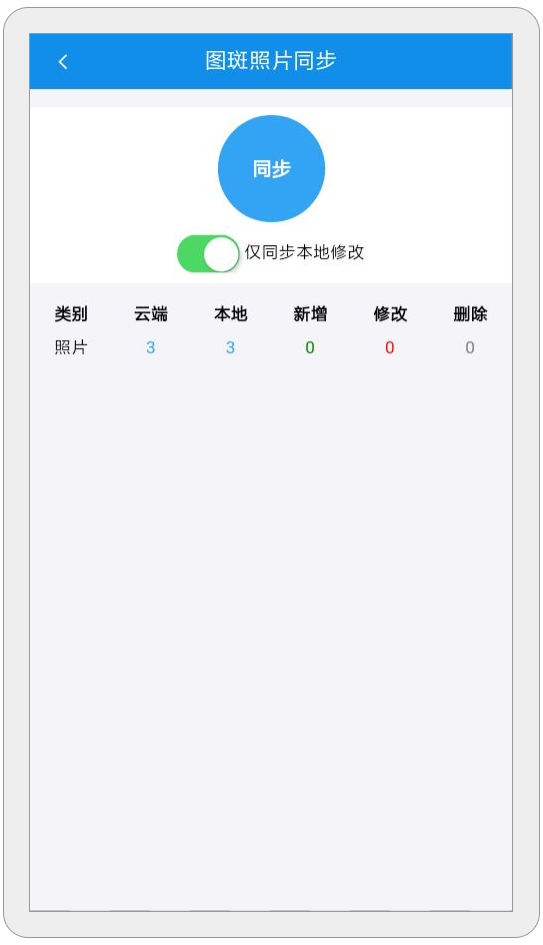 图斑照片同步
同步
仅同步本地修改
类别 云端 本地 新增 修改 删除
照片 3 3 0 0 0